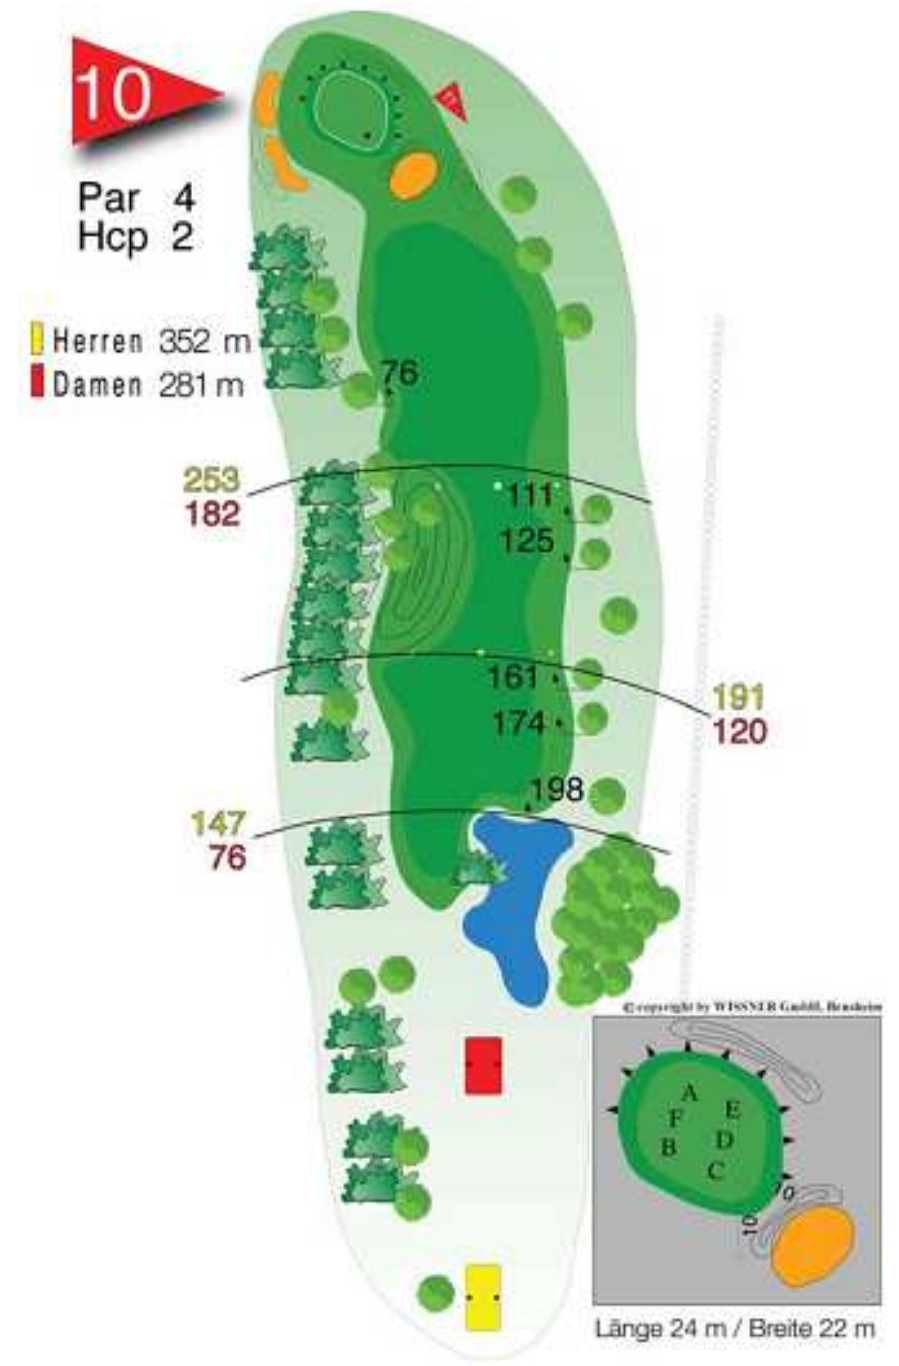 10
Par 4
Hcp 2
Herren 352 m
Damen 281 m
76
253
182
111
125
161
174
191
120
198
147
76
© copyright by WISSNER GmbH, Bensheim
A
F E
B D
C
10
10
Länge 24 m / Breite 22 m